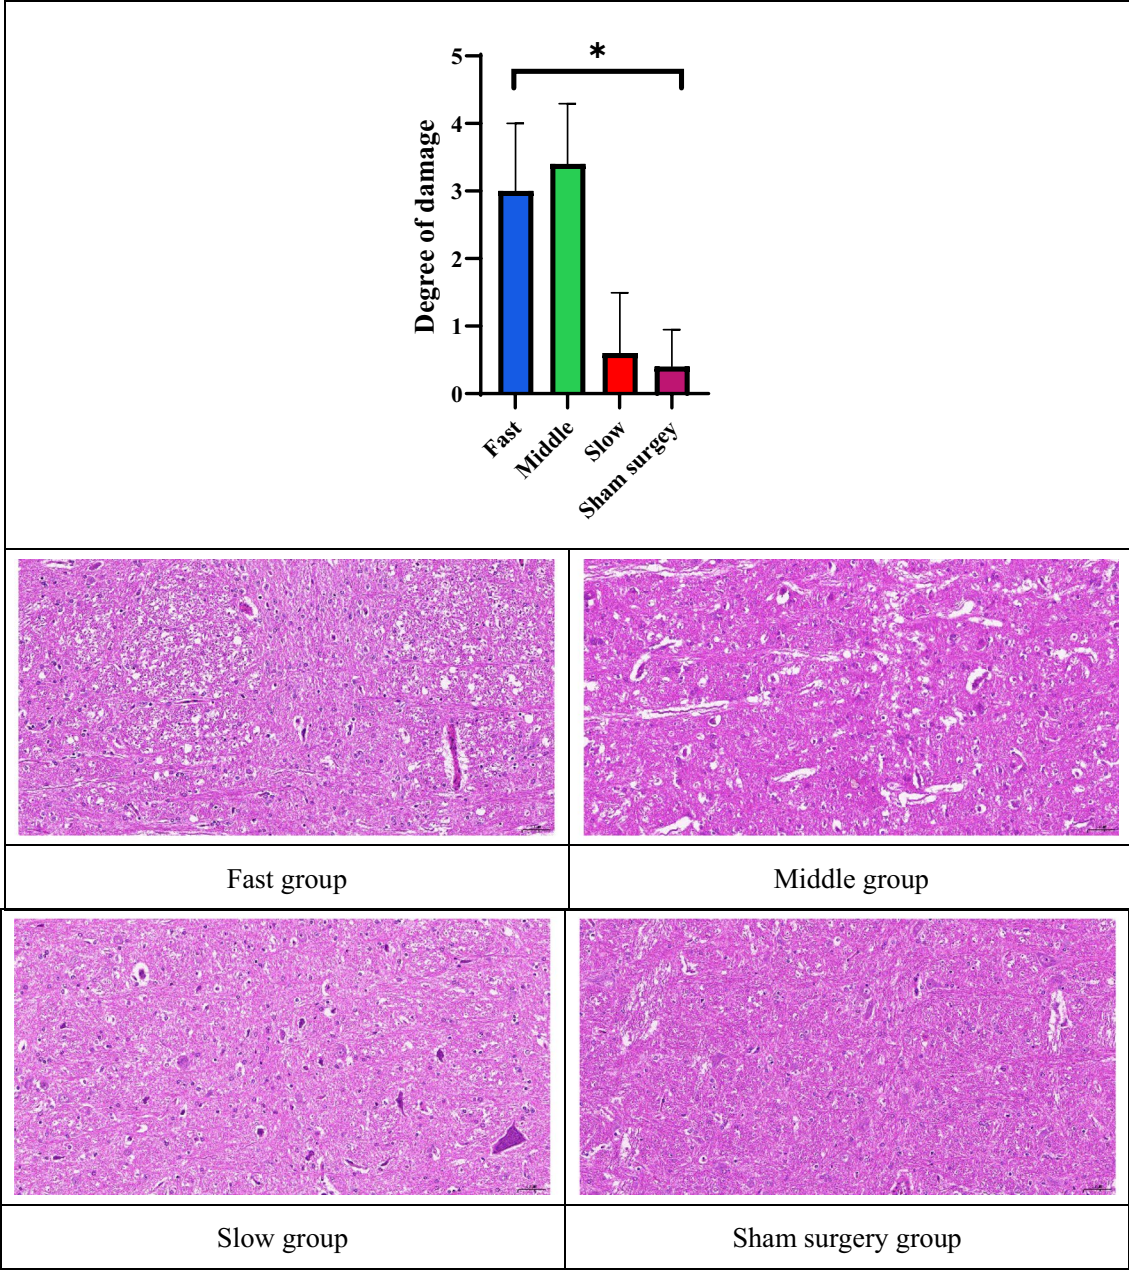 *
5
4
3
2
1
0
Degree of damage
Fast
Middle
Slow
Sham surgey
Fast group
Middle group
Slow group
Sham surgery group